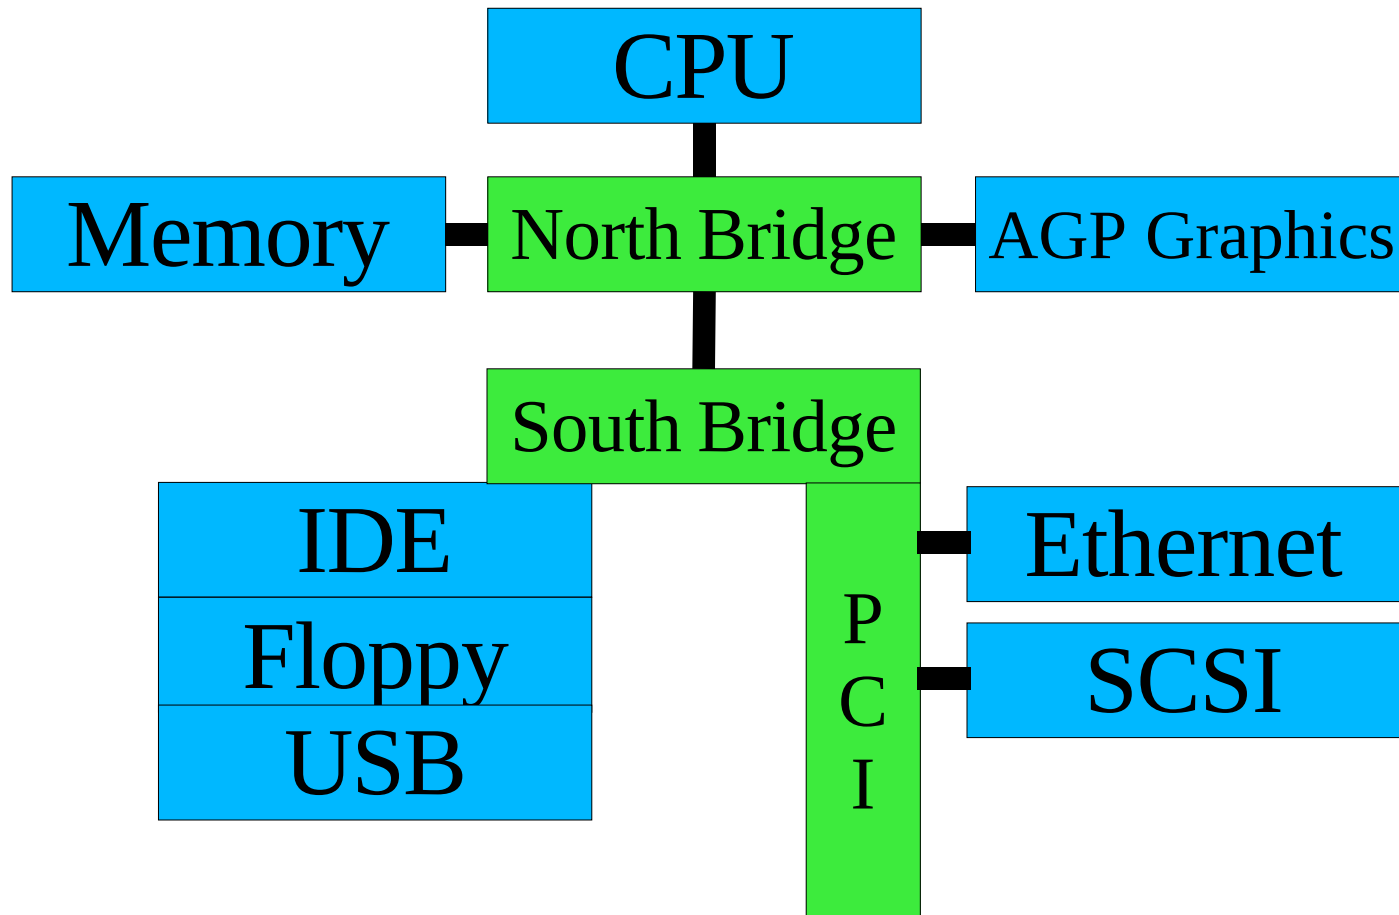 CPU
Memory
North Bridge
AGP Graphics
South Bridge
IDE
Floppy
USB
P
C
I
Ethernet
SCSI